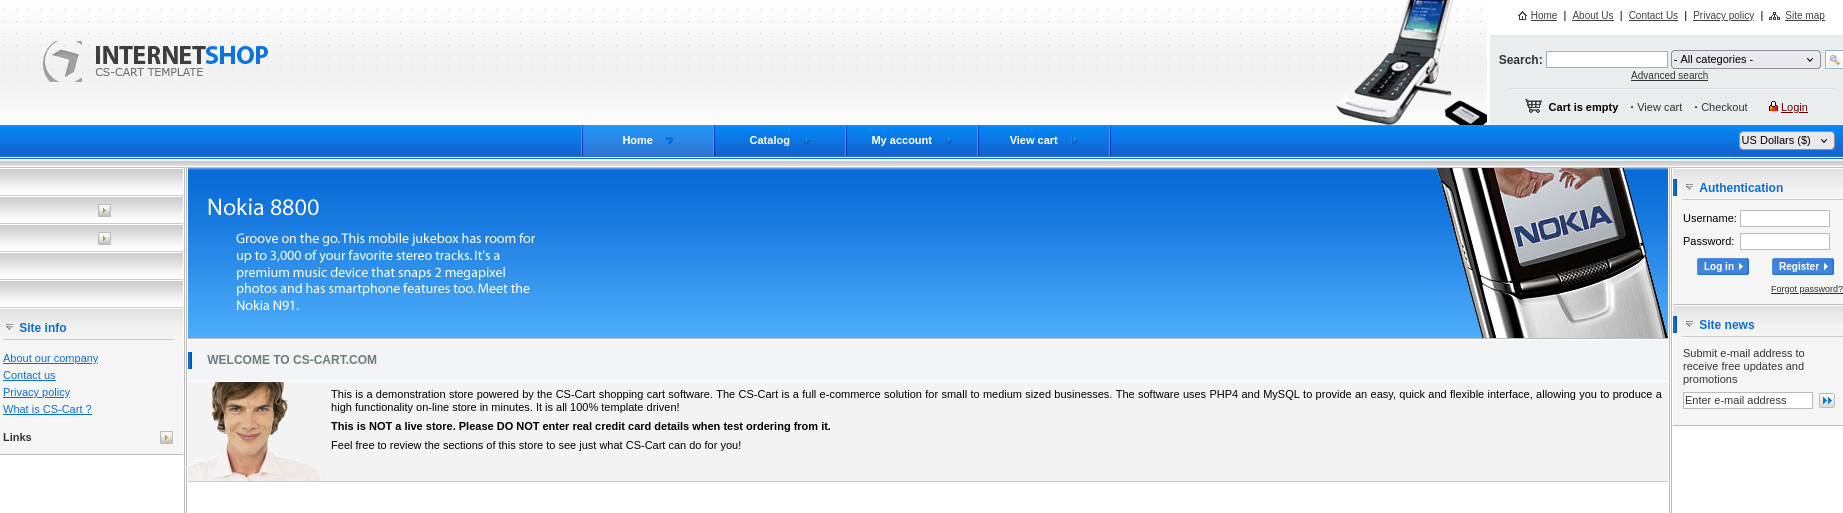 Home | About Us | Contact Us | Privacy policy | Site map
INTERNETSHOP
CS-CART TEMPLATE
Search: - All categories -
Advanced search
Cart is empty · View cart · Checkout Login
Home Catalog My account View cart US Dollars ($)
Nokia 8800
Groove on the go. This mobile jukebox has room for
up to 3,000 of your favorite stereo tracks. It's a
premium music device that snaps 2 megapixel
photos and has smartphone features too. Meet the
Nokia N91.
NOKIA
Site info
About our company
Contact us
Privacy policy
What is CS-Cart ?
Links
WELCOME TO CS-CART.COM
This is a demonstration store powered by the CS-Cart shopping cart software. The CS-Cart is a full e-commerce solution for small to medium sized businesses. The software uses PHP4 and MySQL to provide an easy, quick and flexible interface, allowing you to produce a
high functionality on-line store in minutes. It is all 100% template driven!
This is NOT a live store. Please DO NOT enter real credit card details when test ordering from it.
Feel free to review the sections of this store to see just what CS-Cart can do for you!
Authentication
Username:
Password:
Log in Register
Forgot password?
Site news
Submit e-mail address to
receive free updates and
promotions
Enter e-mail address